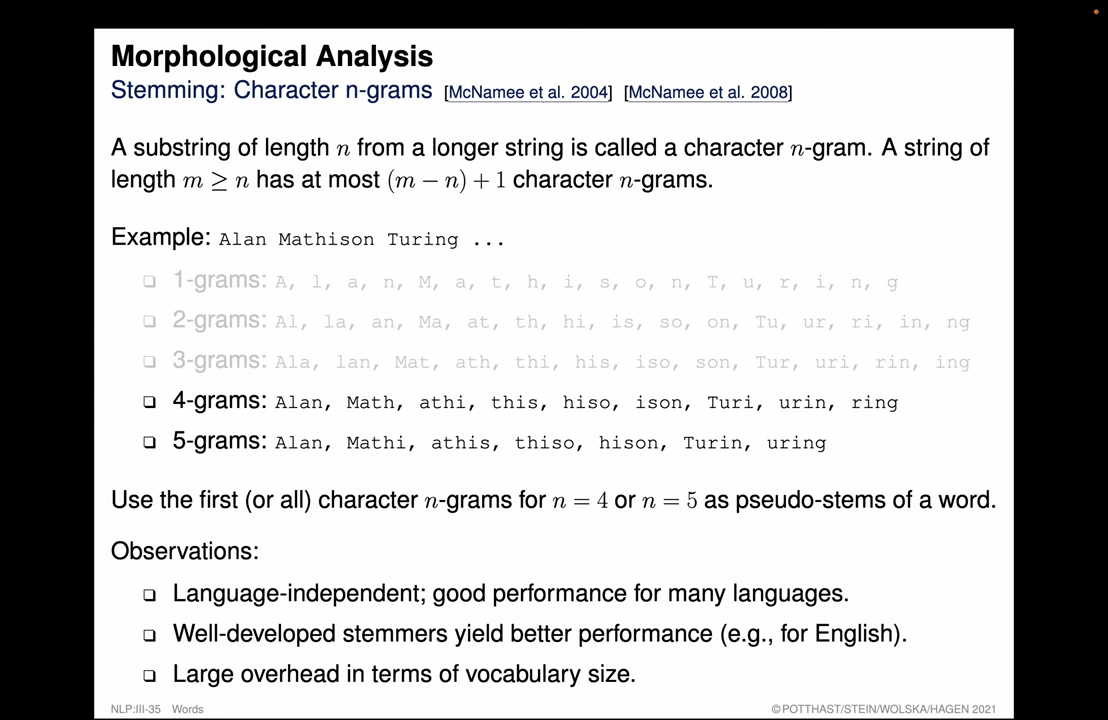 Morphological Analysis
Stemming: Character n-grams [McNamee et al. 2004] [McNamee et al. 2008]
A substring of length n from a longer string is called a character n-gram. A string of
length m ≥ n has at most (m − n) + 1 character n-grams.
Example: Alan Mathison Turing ...
❑ 1-grams: A, l, a, n, M, a, t, h, i, s, o, n, T, u, r, i, n, g
❑ 2-grams: Al, la, an, Ma, at, th, hi, is, so, on, Tu, ur, ri, in, ng
❑ 3-grams: Ala, lan, Mat, ath, thi, his, iso, son, Tur, uri, rin, ing
❑ 4-grams: Alan, Math, athi, this, hiso, ison, Turi, urin, ring
❑ 5-grams: Alan, Mathi, athis, thiso, hison, Turin, uring
Use the first (or all) character n-grams for n = 4 or n = 5 as pseudo-stems of a word.
Observations:
❑ Language-independent; good performance for many languages.
❑ Well-developed stemmers yield better performance (e.g., for English).
❑ Large overhead in terms of vocabulary size.
NLP:III-35 Words ©POTTHAST/STEIN/WOLSKA/HAGEN 2021